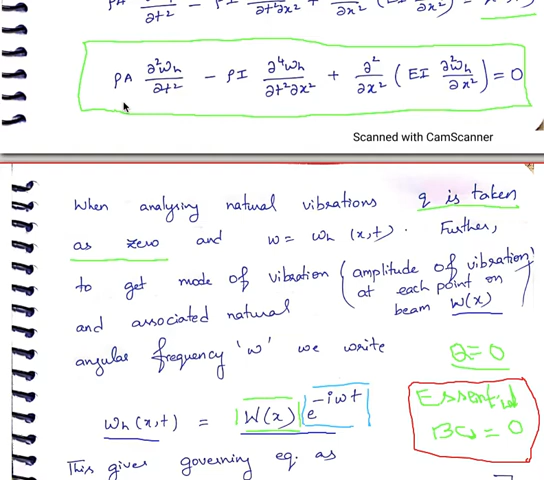 ρA ∂²wₕ/∂t² − ρI ∂⁴wₕ/∂t²∂x² + ∂²/∂x² (EI ∂²wₕ/∂x²) = 0
Scanned with CamScanner
When analysing natural vibrations q is taken
as zero and w = wₕ (x,t). Further,
to get mode of vibration (amplitude of vibration
at each point on
beam W(x))
and associated natural
angular frequency 'ω' we write
Q = 0
wₕ(x,t) = W(x) e^{-iωt}
Essential
BCs = 0
This gives governing eq. as